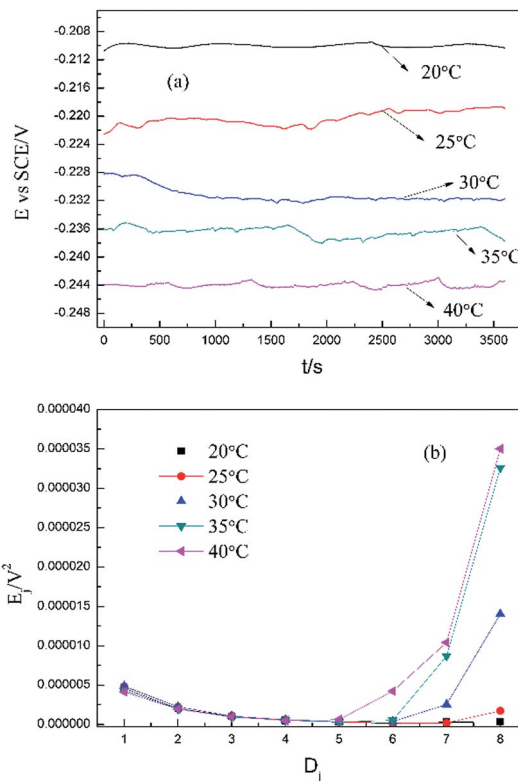 -0.208
-0.212
-0.216
-0.220
-0.224
-0.228
-0.232
-0.236
-0.240
-0.244
-0.248
E vs SCE/V
(a)
20°C
25°C
30°C
35°C
40°C
0 500 1000 1500 2000 2500 3000 3500
t/s
0.000040
0.000035
0.000030
0.000025
0.000020
0.000015
0.000010
0.000005
0.000000
E_j/V²
(b)
20°C
25°C
30°C
35°C
40°C
1 2 3 4 5 6 7 8
D_j